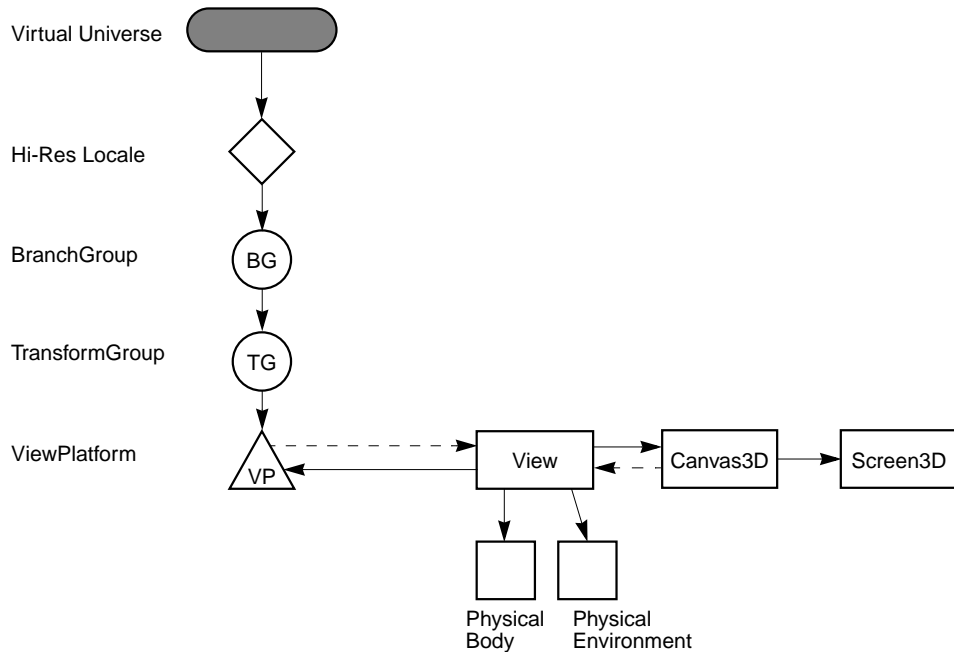 Virtual Universe
Hi-Res Locale
BranchGroup
BG
TransformGroup
TG
ViewPlatform
VP
View
Canvas3D
Screen3D
Physical
Body
Physical
Environment